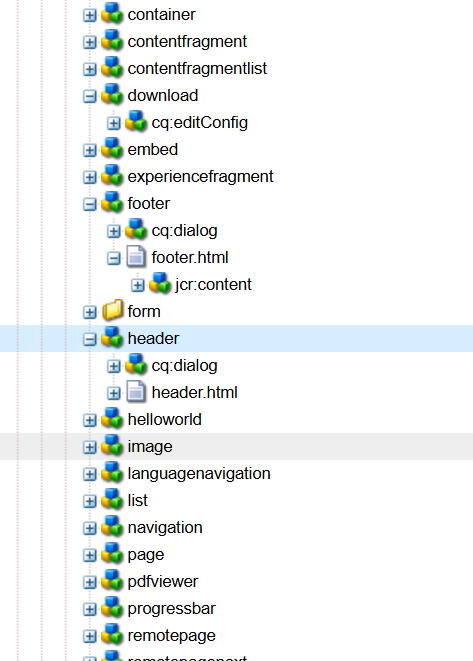 container
contentfragment
contentfragmentlist
download
cq:editConfig
embed
experiencefragment
footer
cq:dialog
footer.html
jcr:content
form
header
cq:dialog
header.html
helloworld
image
languagenavigation
list
navigation
page
pdfviewer
progressbar
remotepage
remotepagenext